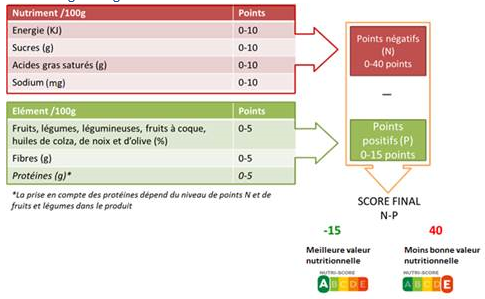 Nutriment /100g Points
Energie (KJ) 0-10
Sucres (g) 0-10
Acides gras saturés (g) 0-10
Sodium (mg) 0-10
Points négatifs
(N)
0-40 points
—
Elément /100g Points
Fruits, légumes, légumineuses, fruits à coque,
huiles de colza, de noix et d'olive (%) 0-5
Fibres (g) 0-5
Protéines (g)* 0-5
Points
positifs (P)
0-15 points
*La prise en compte des protéines dépend du niveau de points N et de
fruits et légumes dans le produit
SCORE FINAL
N-P
-15 40
Meilleure valeur
nutritionnelle
Moins bonne valeur
nutritionnelle
NUTRI-SCORE
A B C D E
NUTRI-SCORE
A B C D E